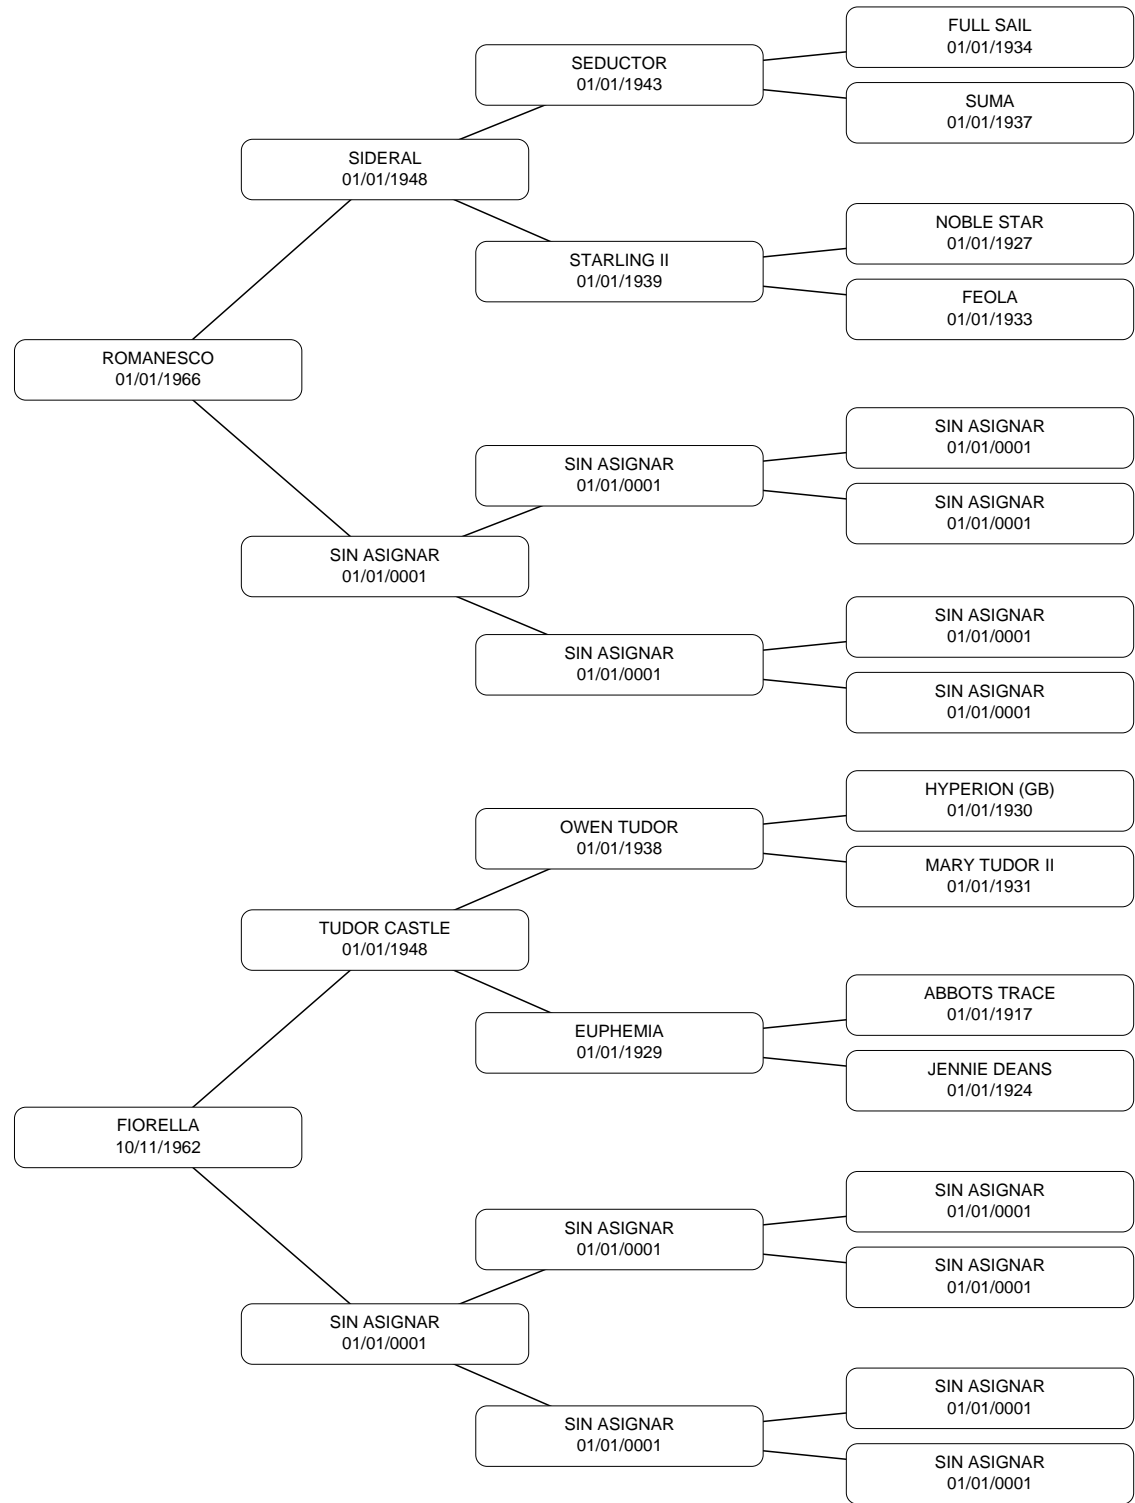 FULL SAIL
01/01/1934
SEDUCTOR
01/01/1943
SUMA
01/01/1937
SIDERAL
01/01/1948
NOBLE STAR
01/01/1927
STARLING II
01/01/1939
FEOLA
01/01/1933
ROMANESCO
01/01/1966
SIN ASIGNAR
01/01/0001
SIN ASIGNAR
01/01/0001
SIN ASIGNAR
01/01/0001
SIN ASIGNAR
01/01/0001
SIN ASIGNAR
01/01/0001
SIN ASIGNAR
01/01/0001
SIN ASIGNAR
01/01/0001
HYPERION (GB)
01/01/1930
OWEN TUDOR
01/01/1938
MARY TUDOR II
01/01/1931
TUDOR CASTLE
01/01/1948
ABBOTS TRACE
01/01/1917
EUPHEMIA
01/01/1929
JENNIE DEANS
01/01/1924
FIORELLA
10/11/1962
SIN ASIGNAR
01/01/0001
SIN ASIGNAR
01/01/0001
SIN ASIGNAR
01/01/0001
SIN ASIGNAR
01/01/0001
SIN ASIGNAR
01/01/0001
SIN ASIGNAR
01/01/0001
SIN ASIGNAR
01/01/0001